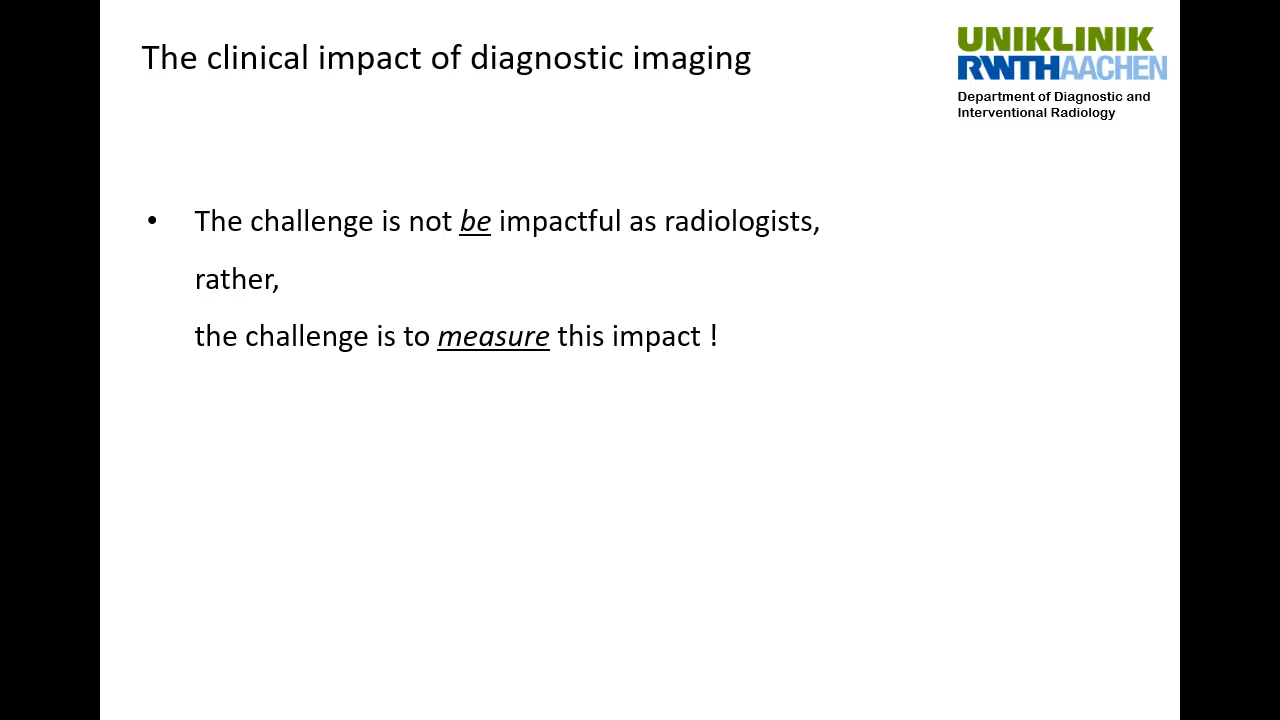 The clinical impact of diagnostic imaging
UNIKLINIK
RWTHAACHEN
Department of Diagnostic and
Interventional Radiology
• The challenge is not be impactful as radiologists,
rather,
the challenge is to measure this impact !